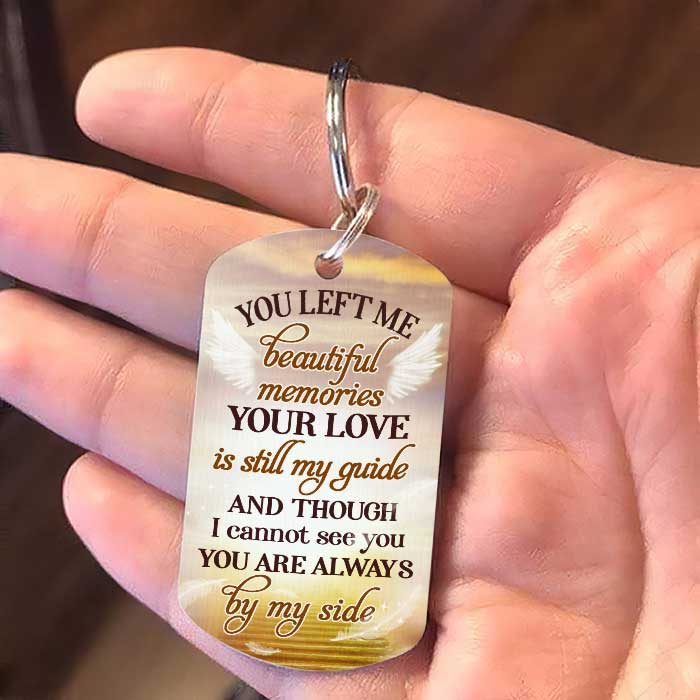 YOU LEFT ME
beautiful
memories
YOUR LOVE
is still my guide
AND THOUGH
I cannot see you
YOU ARE ALWAYS
by my side